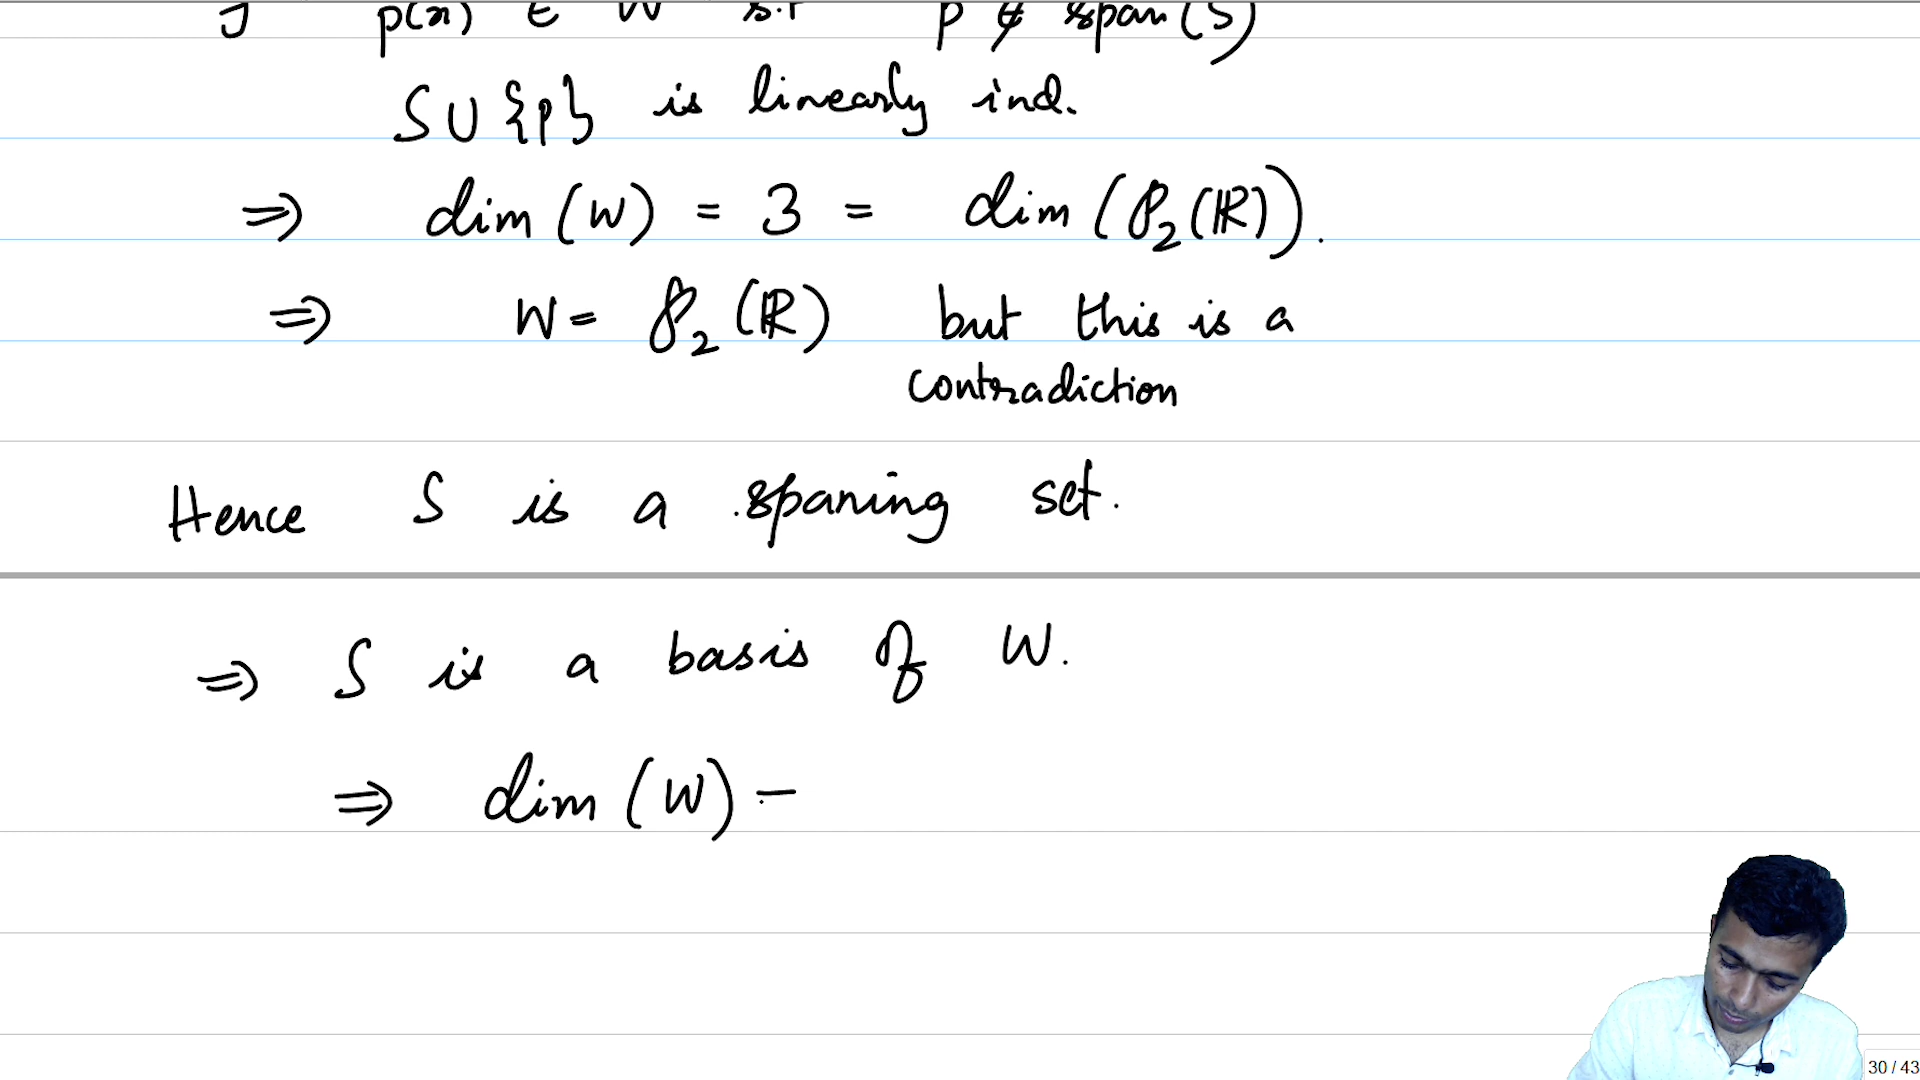 ∃ p(x) ∈ W s.t p ∉ span(S)
S∪{p} is linearly ind.
⇒ dim(W) = 3 = dim(P₂(ℝ)).
⇒ W = P₂(ℝ) but this is a
contradiction
Hence S is a spaning set.
⇒ S is a basis of W.
⇒ dim(W) –
30 / 43